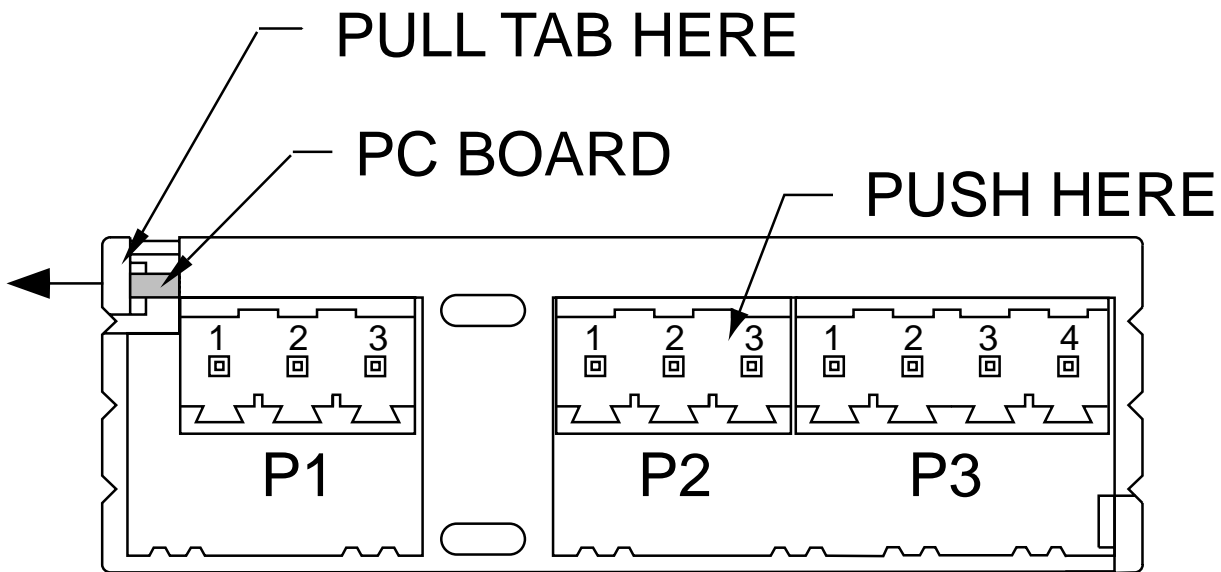 PULL TAB HERE
PC BOARD
PUSH HERE
1 2 3
1 2 3
1 2 3 4
P1
P2
P3